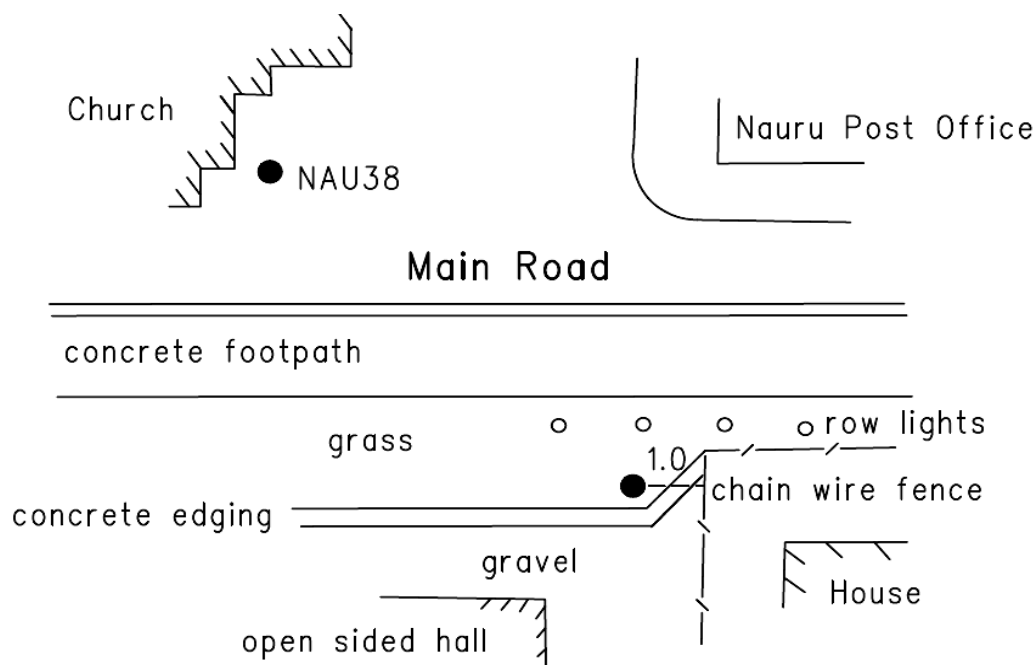 Church
Nauru Post Office
NAU38
Main Road
concrete footpath
row lights
grass
1.0
chain wire fence
concrete edging
gravel
House
open sided hall